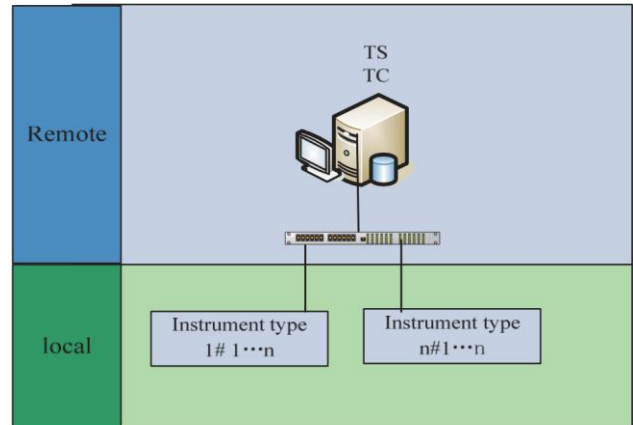 TS
TC
Remote
local
Instrument type
1# 1···n
Instrument type
n#1···n